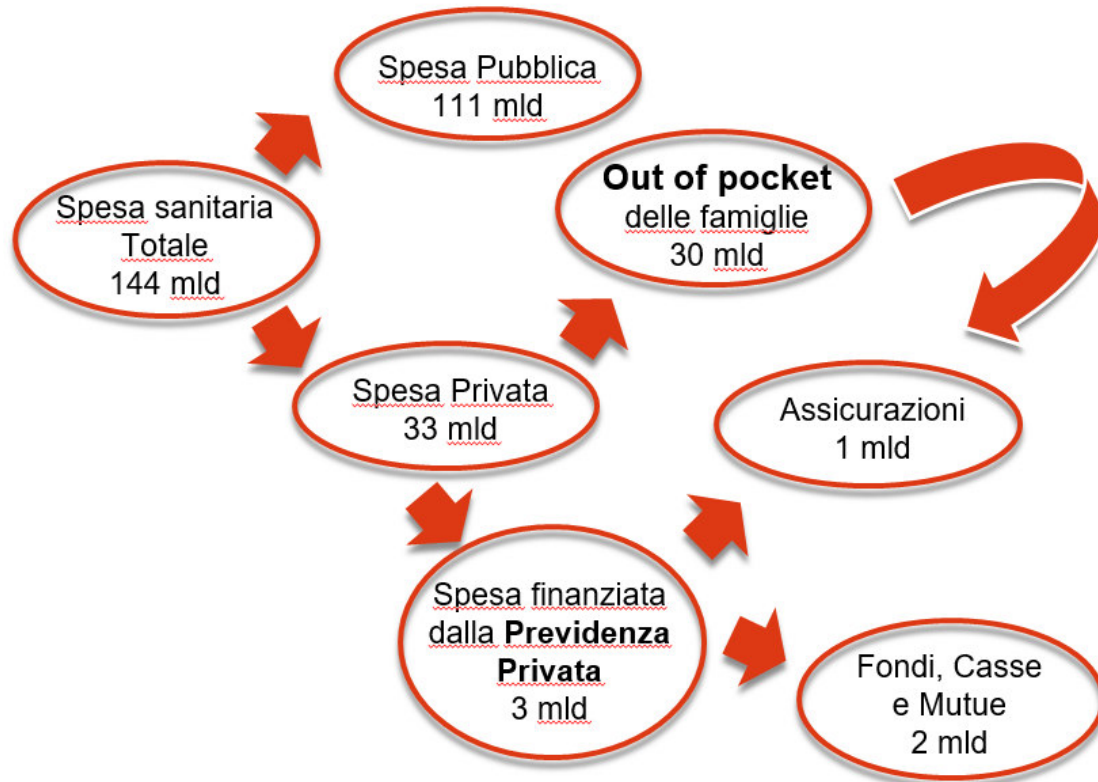 Spesa Pubblica
111 mld
Out of pocket
delle famiglie
30 mld
Spesa sanitaria
Totale
144 mld
Spesa Privata
33 mld
Assicurazioni
1 mld
Spesa finanziata
dalla Previdenza
Privata
3 mld
Fondi, Casse
e Mutue
2 mld